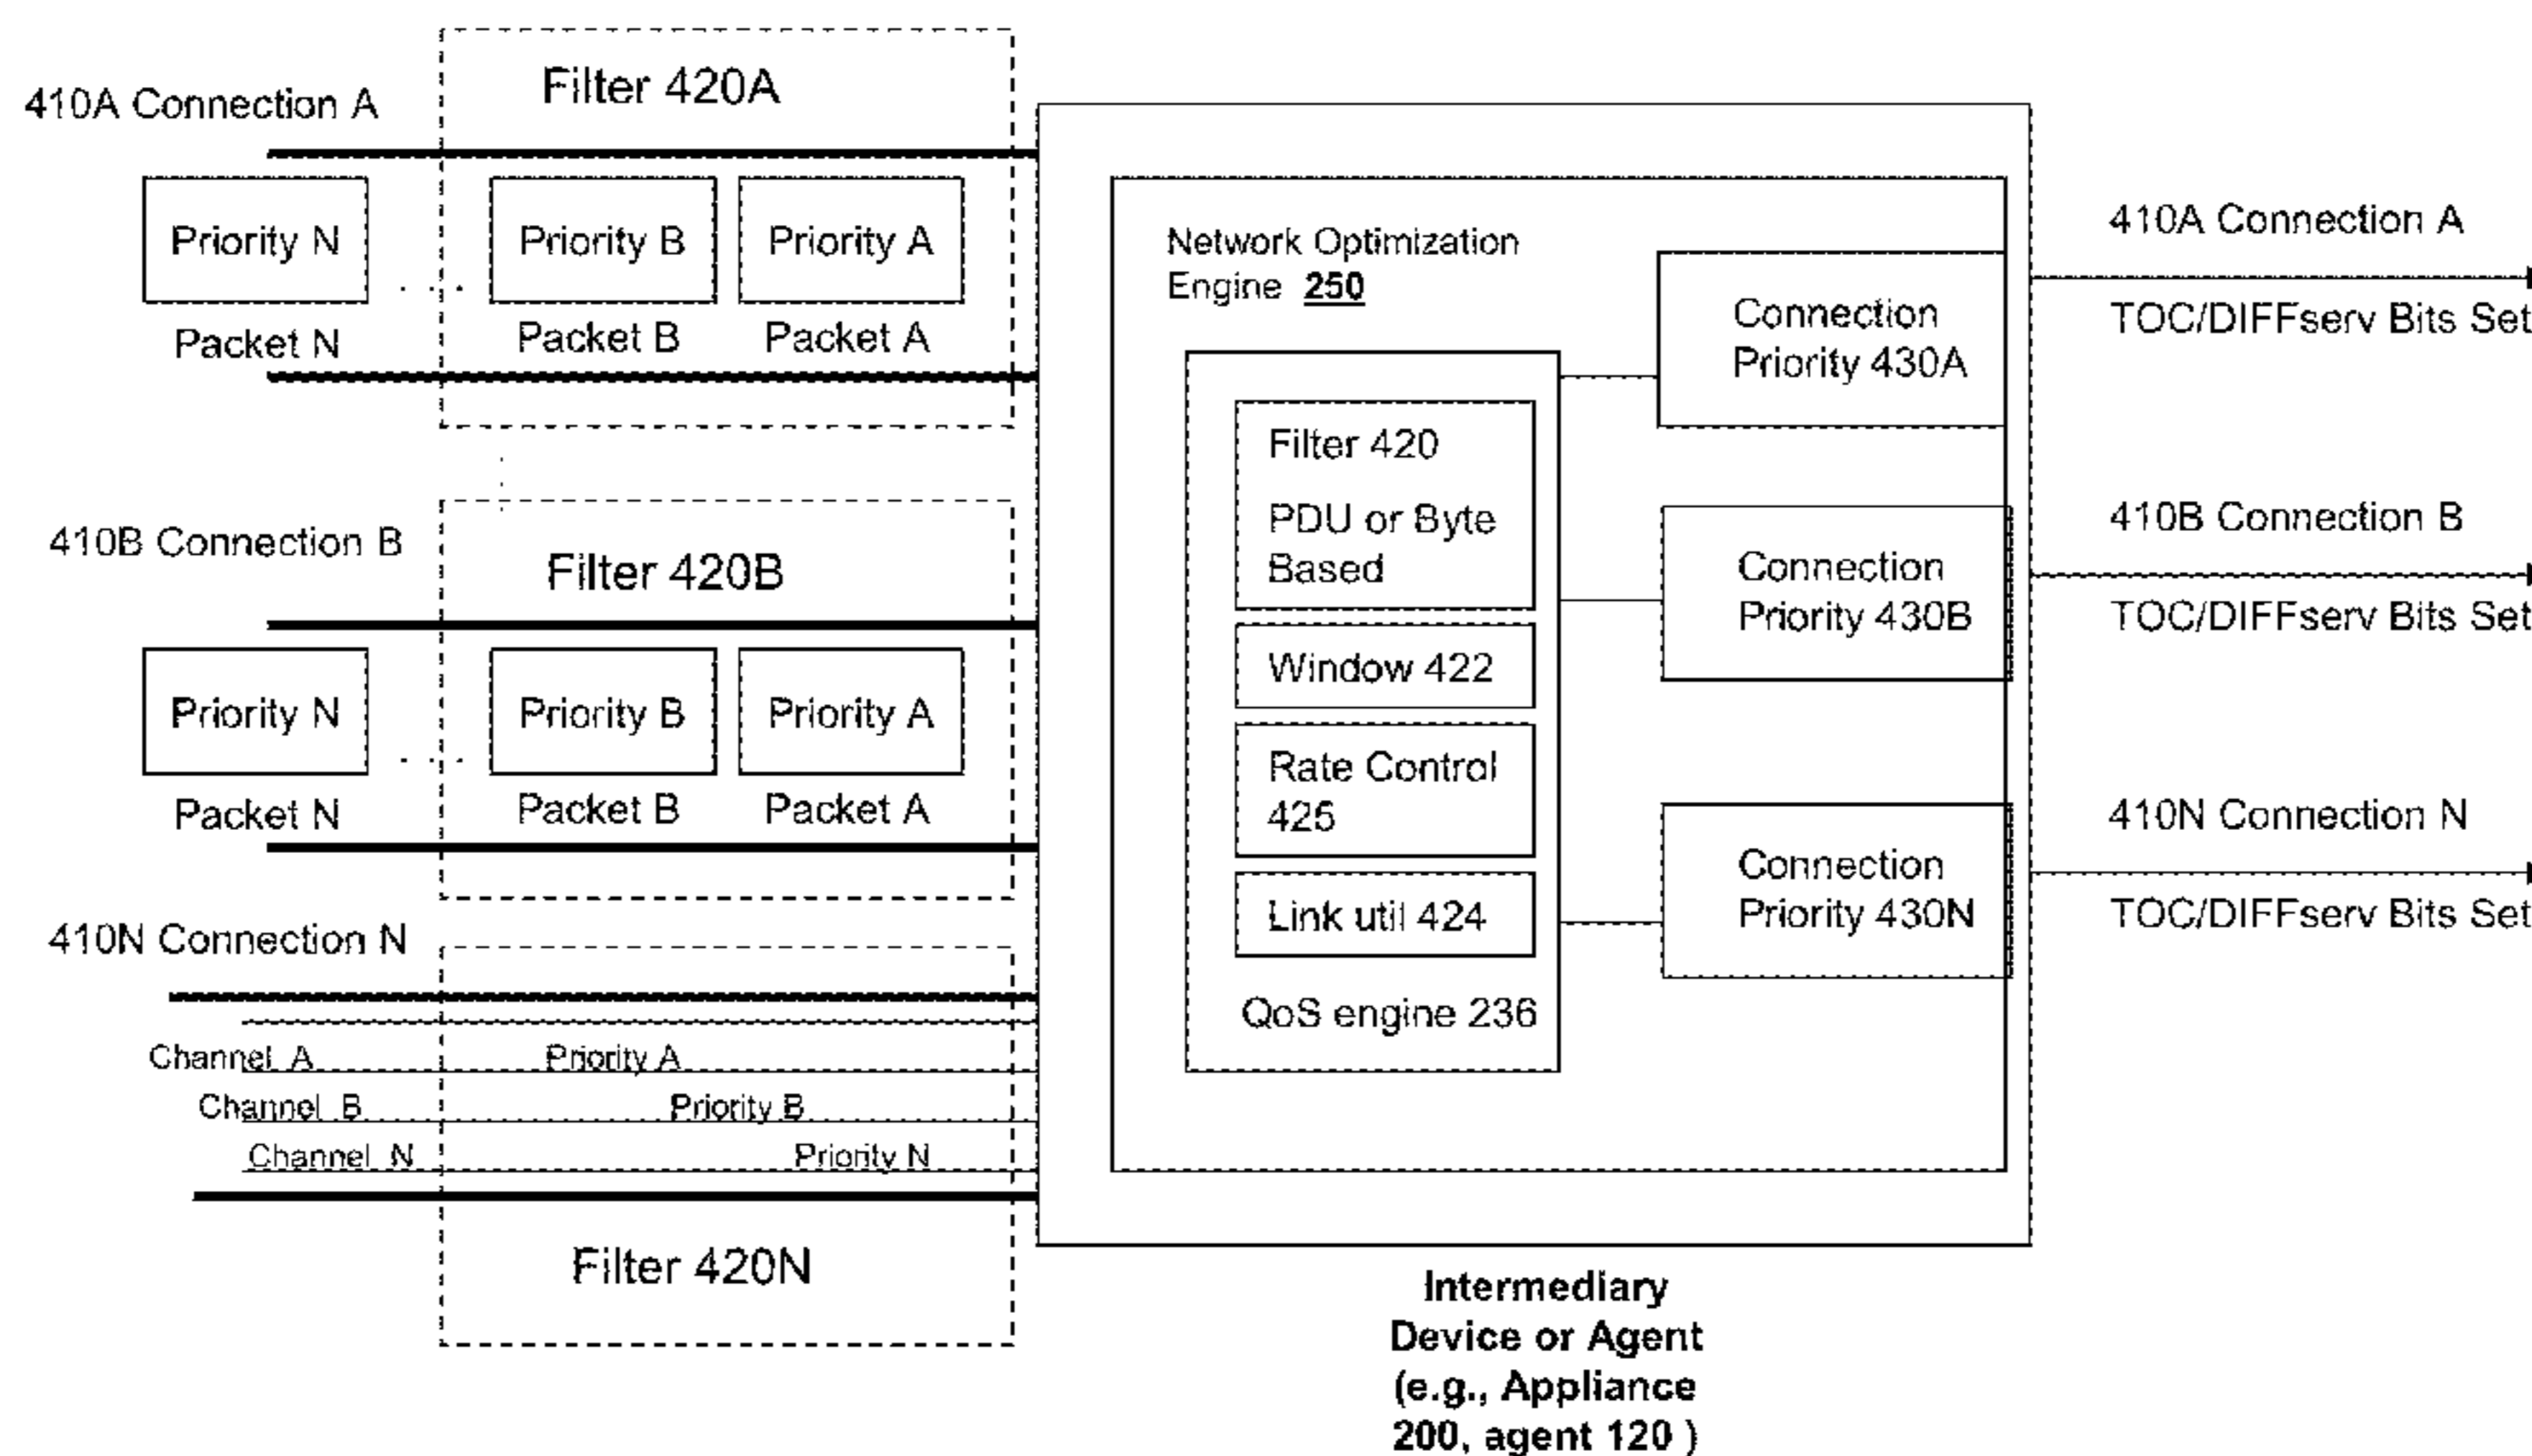 Filter 420A
410A Connection A
Priority N
Priority B
Priority A
Packet N
Packet B
Packet A
410B Connection B
Filter 420B
Priority N
Priority B
Priority A
Packet N
Packet B
Packet A
410N Connection N
Channel A
Priority A
Channel B
Priority B
Channel N
Priority N
Filter 420N
Network Optimization
Engine 250
Filter 420
PDU or Byte
Based
Window 422
Rate Control
425
Link util 424
QoS engine 236
Connection
Priority 430A
Connection
Priority 430B
Connection
Priority 430N
410A Connection A
TOC/DIFFserv Bits Set
410B Connection B
TOC/DIFFserv Bits Set
410N Connection N
TOC/DIFFserv Bits Set
Intermediary
Device or Agent
(e.g., Appliance
200, agent 120 )